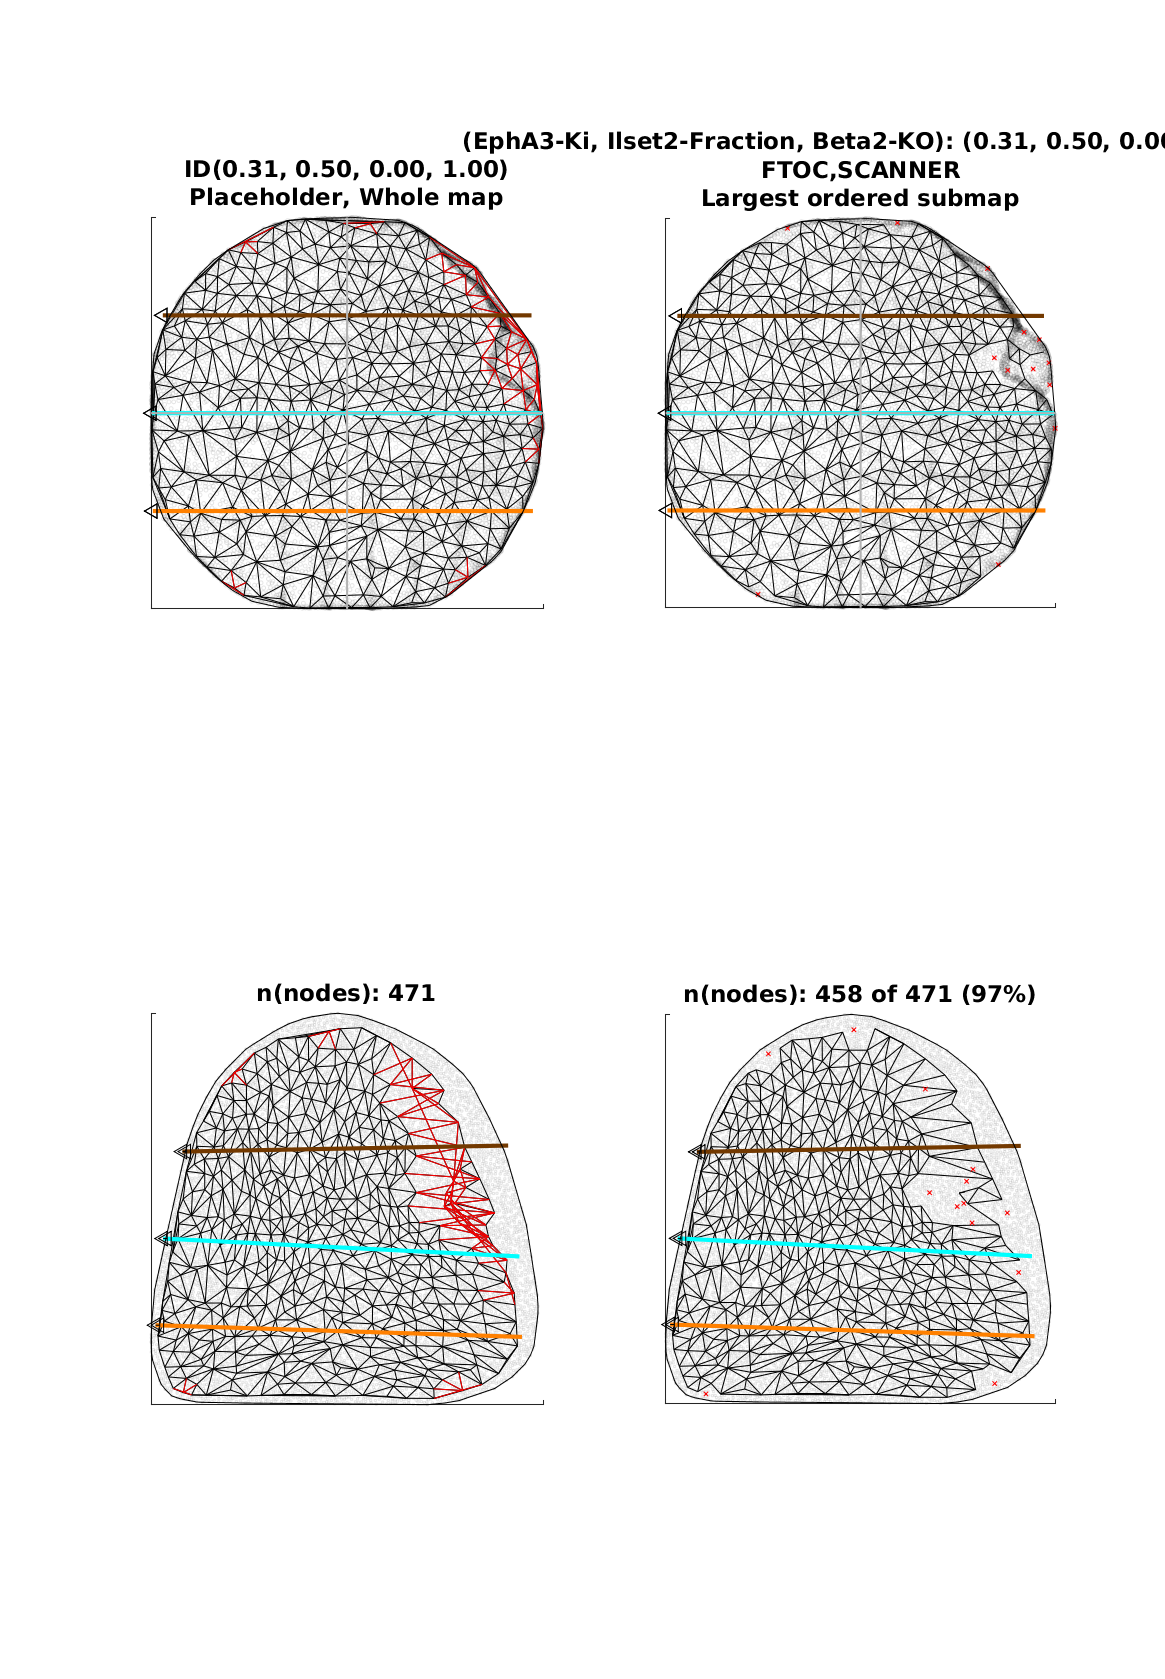 (EphA3-Ki, Ilset2-Fraction, Beta2-KO): (0.31, 0.50, 0.00
ID(0.31, 0.50, 0.00, 1.00)
Placeholder, Whole map
FTOC,SCANNER
Largest ordered submap
n(nodes): 471
n(nodes): 458 of 471 (97%)